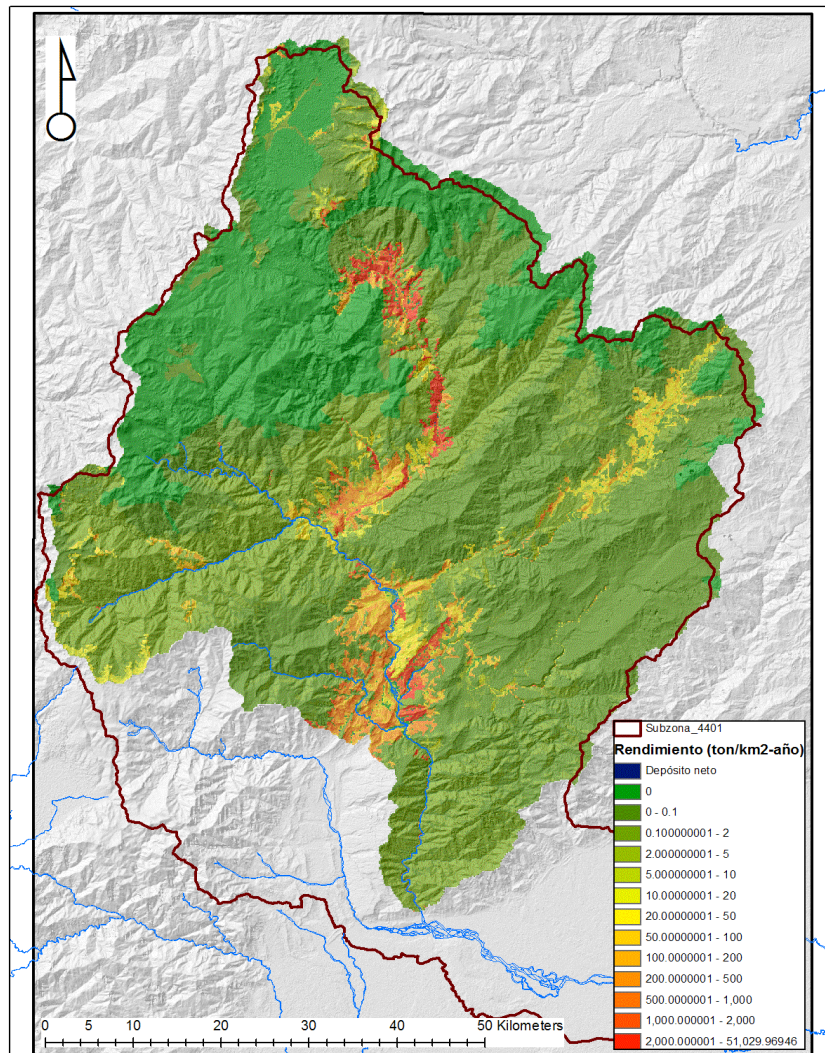 Subzona_4401
Rendimiento (ton/km2-año)
Depósito neto
0
0 - 0.1
0.100000001 - 2
2.000000001 - 5
5.000000001 - 10
10.00000001 - 20
20.00000001 - 50
50.00000001 - 100
100.0000001 - 200
200.0000001 - 500
500.0000001 - 1,000
1,000.000001 - 2,000
2,000.000001 - 51,029.96946
0 5 10 20 30 40 50 Kilometers